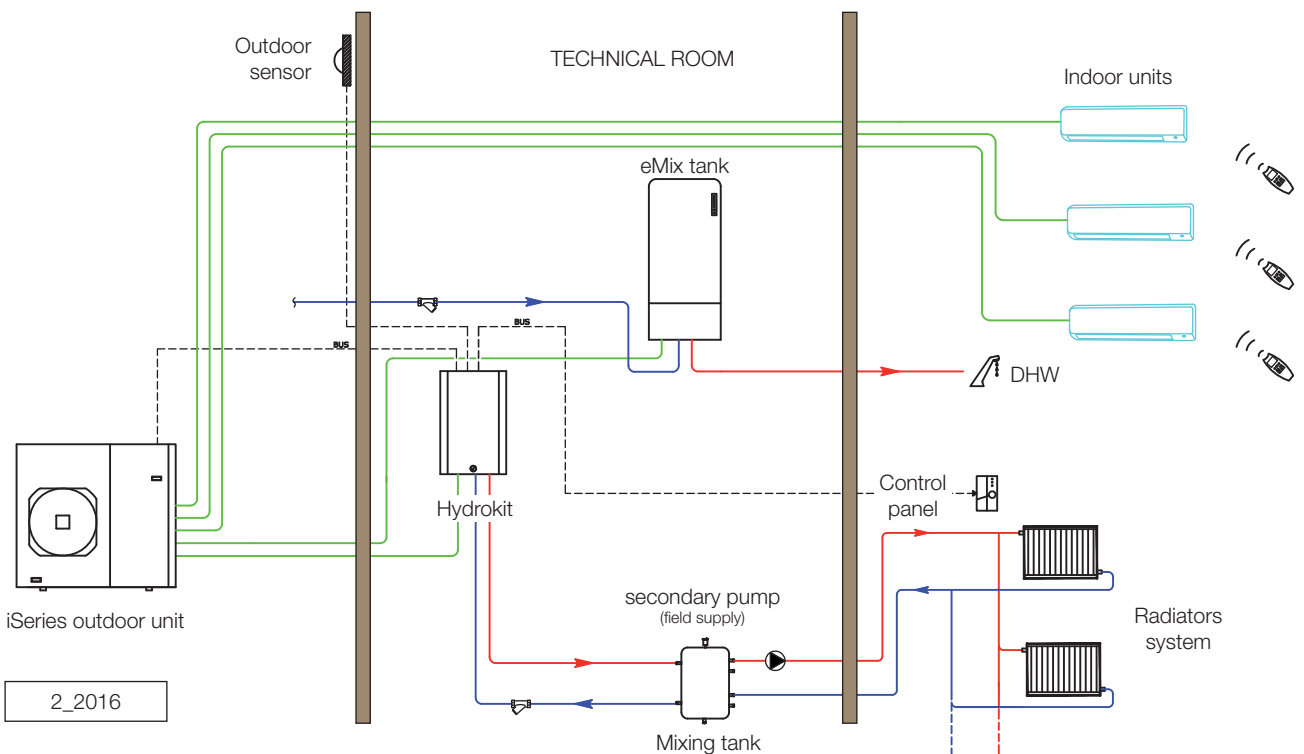 Outdoor
sensor
TECHNICAL ROOM
Indoor units
eMix tank
BUS
BUS
DHW
Hydrokit
Control
panel
iSeries outdoor unit
secondary pump
(field supply)
Radiators
system
2_2016
Mixing tank